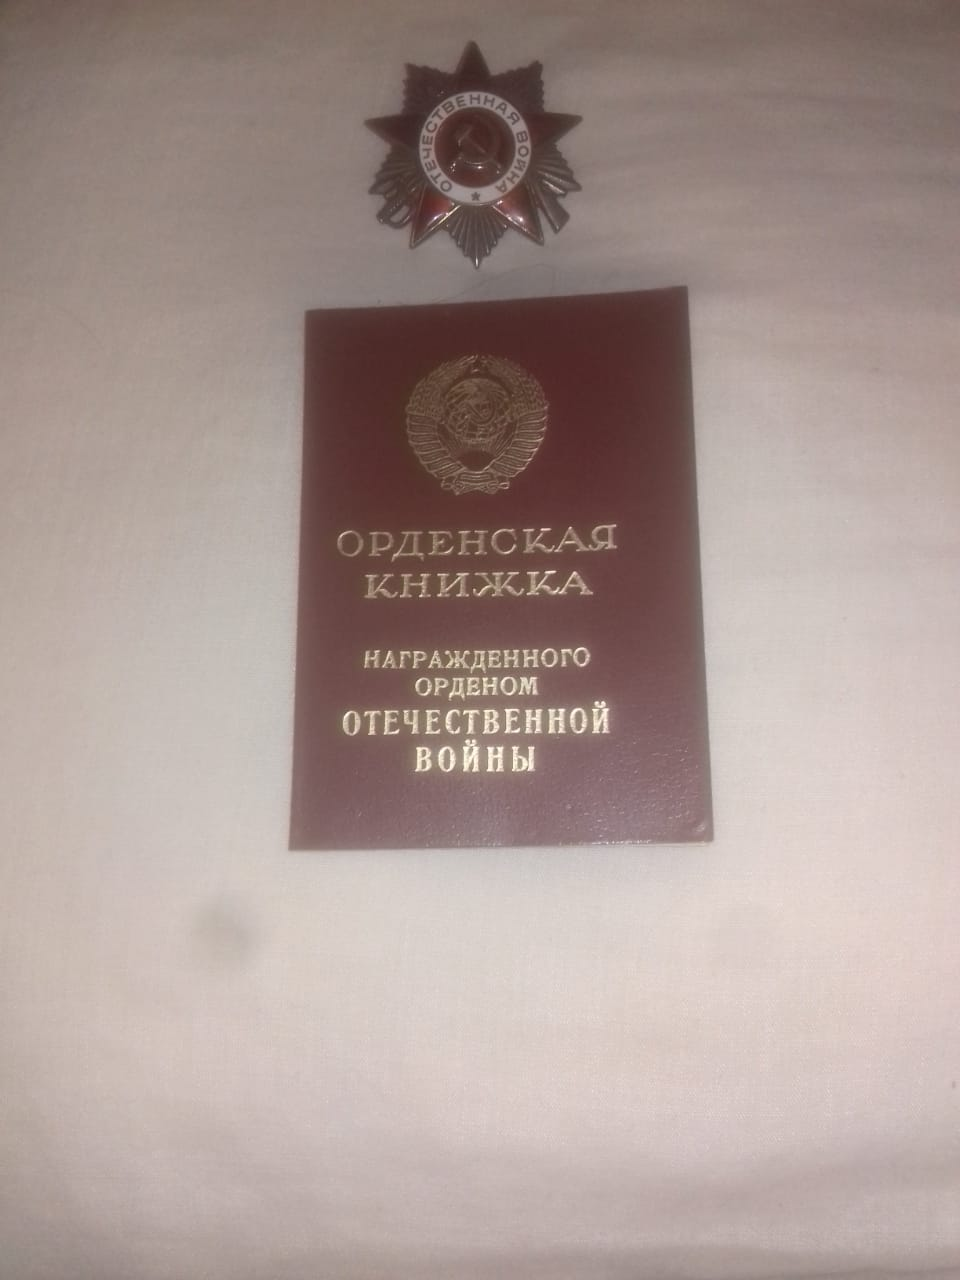 ОТЕЧЕСТВЕННАЯ ВОЙНА
ОРДЕНСКАЯ
КНИЖКА
НАГРАЖДЕННОГО
ОРДЕНОМ
ОТЕЧЕСТВЕННОЙ
ВОЙНЫ